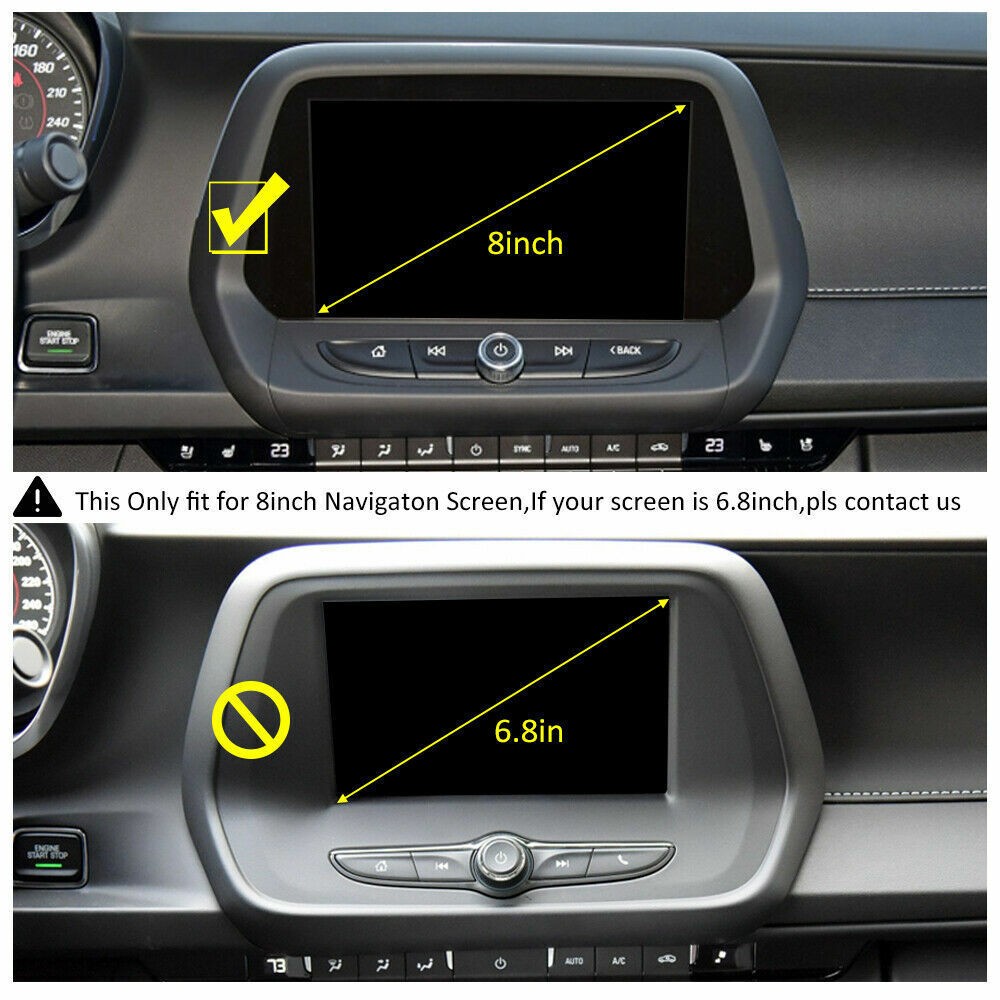 160
180
210
240
8inch
ENGINE
START STOP
<BACK
23
SYNC
AUTO
A/C
23
This Only fit for 8inch Navigaton Screen,If your screen is 6.8inch,pls contact us
200
220
240
260
6.8in
ENGINE
START STOP
73
AUTO
A/C